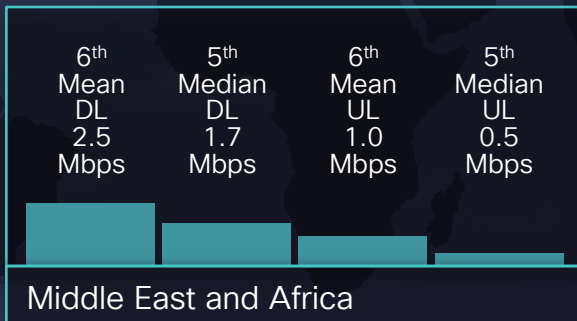 6th
Mean
DL
2.5
Mbps
5th
Median
DL
1.7
Mbps
6th
Mean
UL
1.0
Mbps
5th
Median
UL
0.5
Mbps
Middle East and Africa